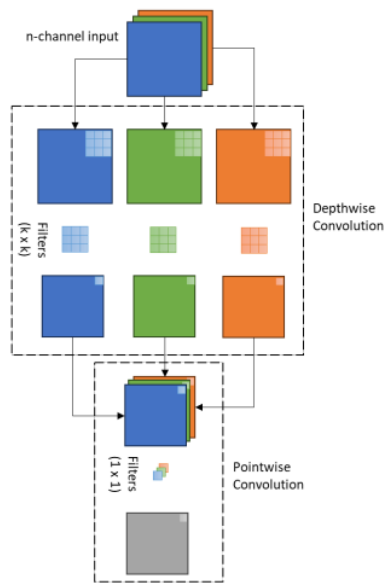 n-channel input
Depthwise
Convolution
Filters
(k x k)
Filters
(1 x 1)
Pointwise
Convolution